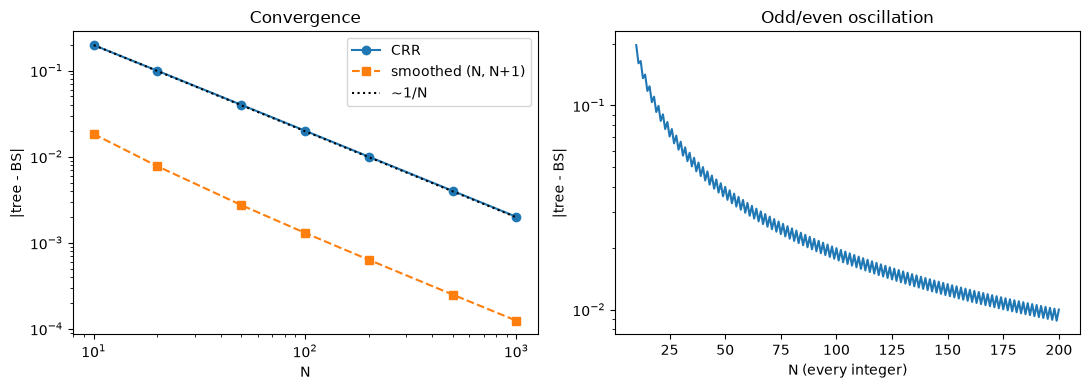 Convergence
|tree - BS|
10⁻¹
10⁻²
10⁻³
10⁻⁴
CRR
smoothed (N, N+1)
~1/N
10¹
10²
10³
N
Odd/even oscillation
|tree - BS|
10⁻¹
10⁻²
25 50 75 100 125 150 175 200
N (every integer)